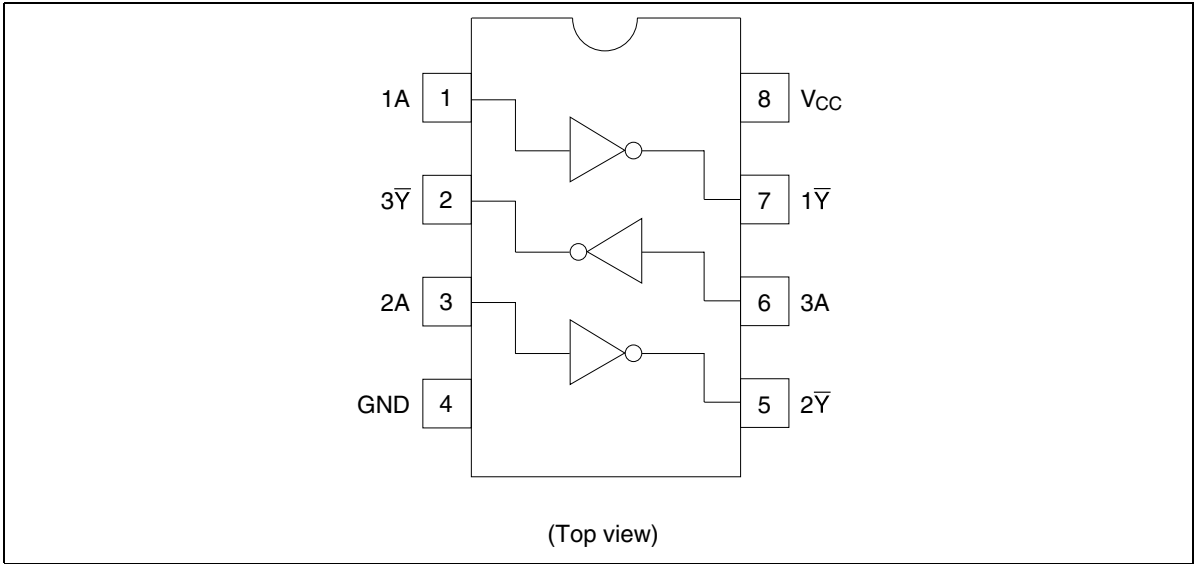 1A 1 8 VCC
3Y̅ 2 7 1Y̅
2A 3 6 3A
GND 4 5 2Y̅
(Top view)